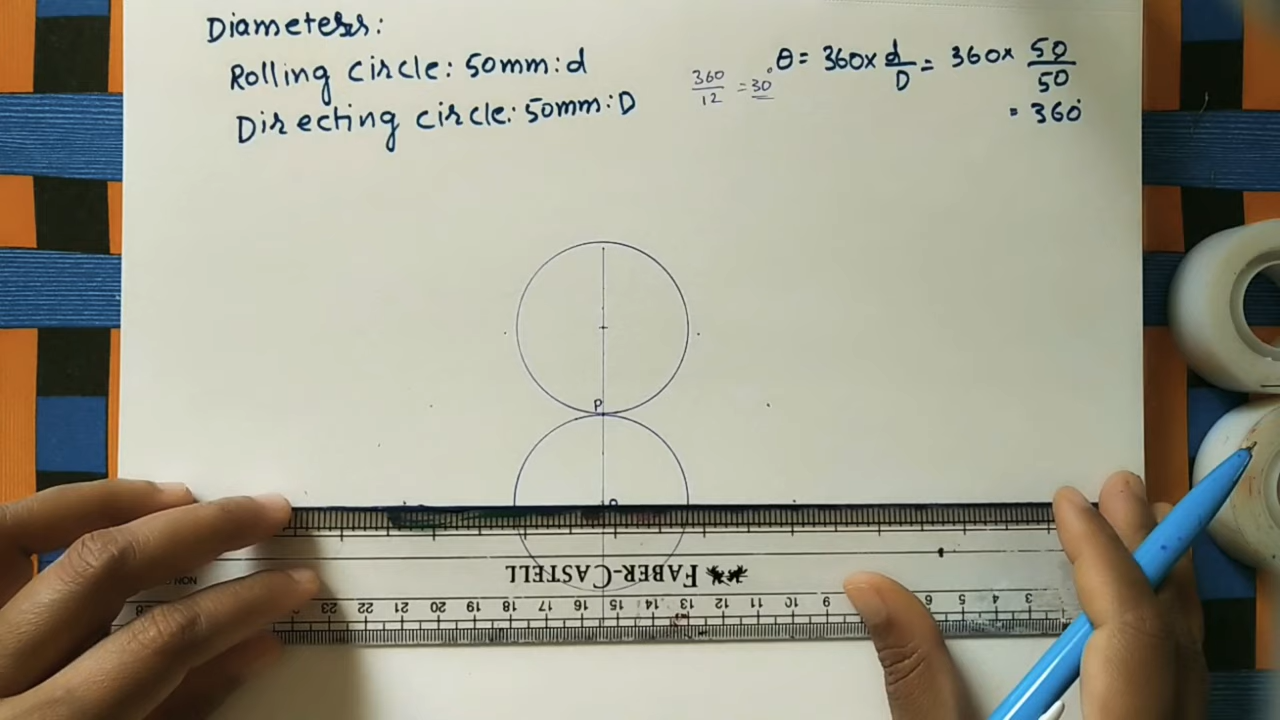 Diameters:
Rolling circle: 50mm:d
Directing circle: 50mm:D
360/12 = 30°
θ = 360 × d/D = 360 × 50/50
= 360°
P
O
FABER-CASTELL
23 22 21 20 19 18 17 16 15 14 13 12 11 10 9 6 5 4 3